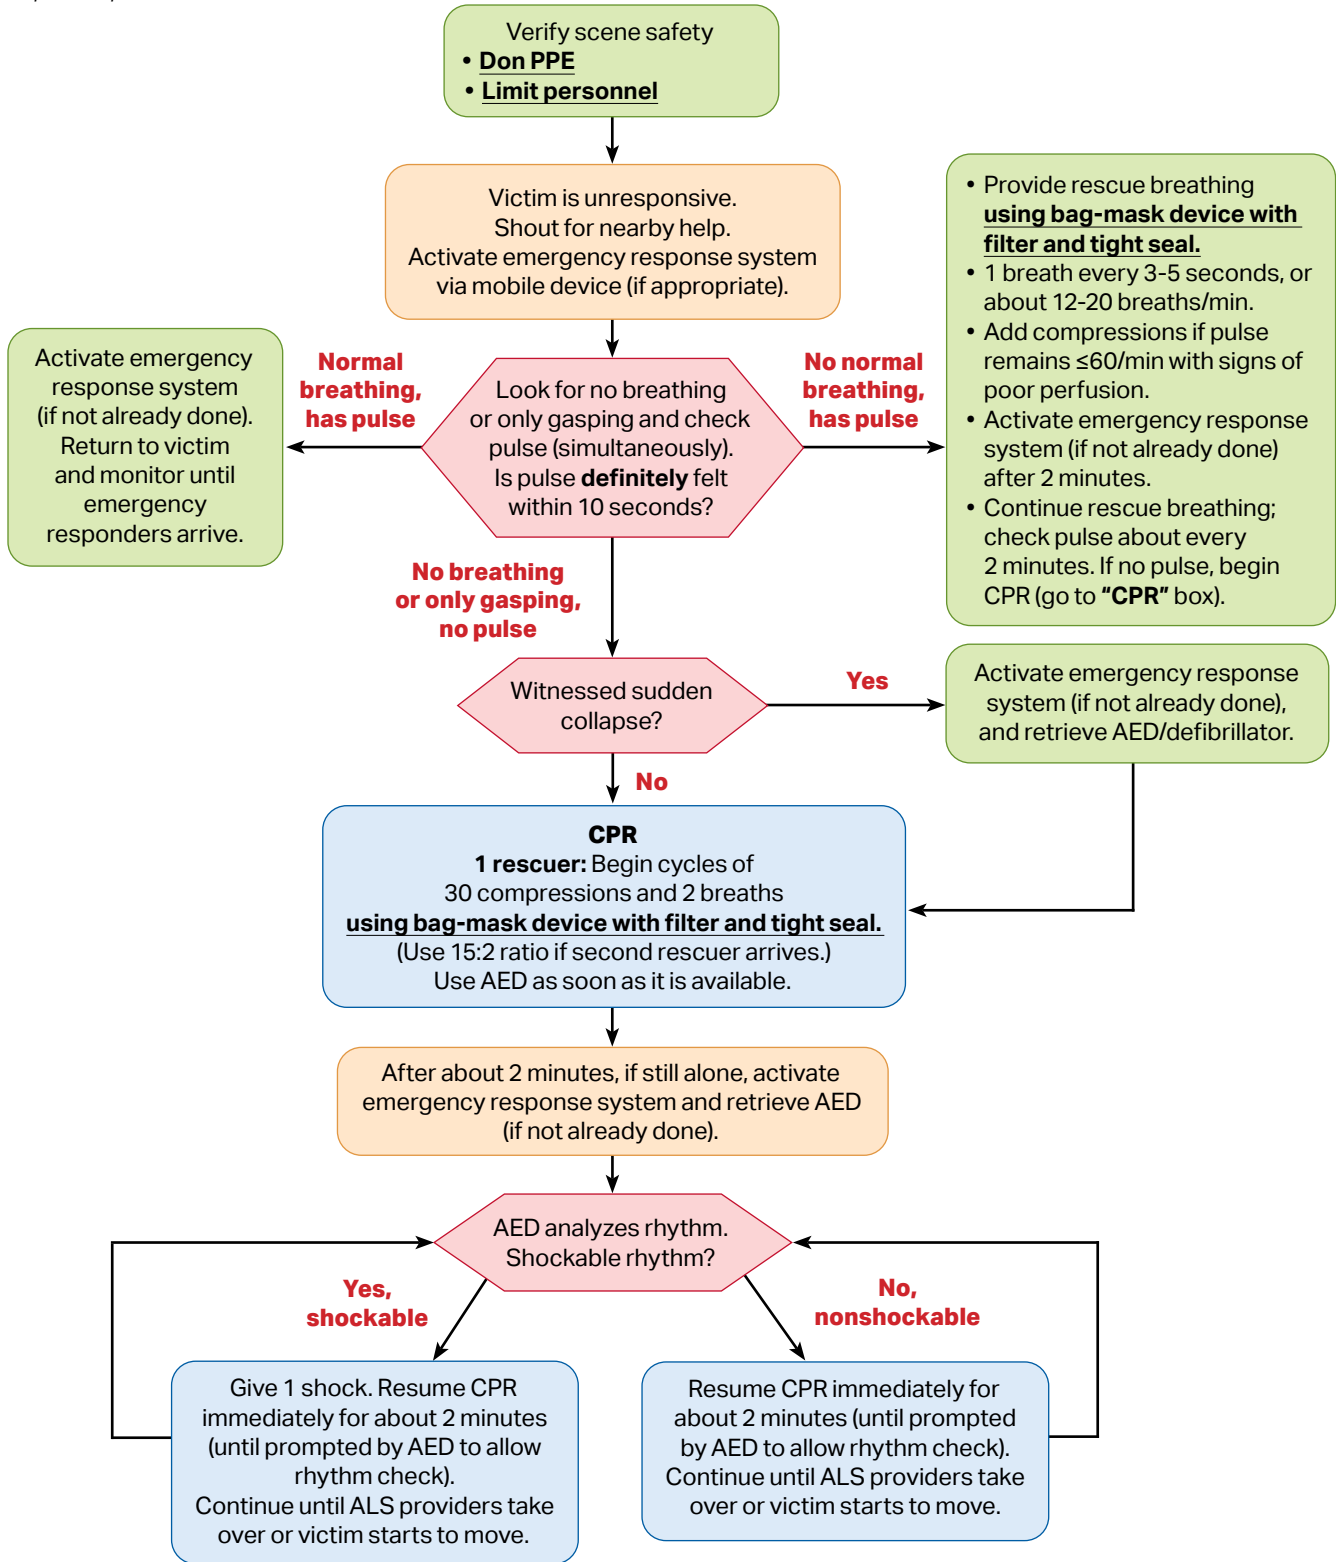 Verify scene safety
• Don PPE
• Limit personnel
Victim is unresponsive.
Shout for nearby help.
Activate emergency response system
via mobile device (if appropriate).
• Provide rescue breathing
using bag-mask device with
filter and tight seal.
• 1 breath every 3-5 seconds, or
about 12-20 breaths/min.
• Add compressions if pulse
remains ≤60/min with signs of
poor perfusion.
• Activate emergency response
system (if not already done)
after 2 minutes.
• Continue rescue breathing;
check pulse about every
2 minutes. If no pulse, begin
CPR (go to "CPR" box).
Activate emergency
response system
(if not already done).
Return to victim
and monitor until
emergency
responders arrive.
Normal
breathing,
has pulse
Look for no breathing
or only gasping and check
pulse (simultaneously).
Is pulse definitely felt
within 10 seconds?
No normal
breathing,
has pulse
No breathing
or only gasping,
no pulse
Witnessed sudden
collapse?
Yes
Activate emergency response
system (if not already done),
and retrieve AED/defibrillator.
No
CPR
1 rescuer: Begin cycles of
30 compressions and 2 breaths
using bag-mask device with filter and tight seal.
(Use 15:2 ratio if second rescuer arrives.)
Use AED as soon as it is available.
After about 2 minutes, if still alone, activate
emergency response system and retrieve AED
(if not already done).
AED analyzes rhythm.
Shockable rhythm?
Yes,
shockable
No,
nonshockable
Give 1 shock. Resume CPR
immediately for about 2 minutes
(until prompted by AED to allow
rhythm check).
Continue until ALS providers take
over or victim starts to move.
Resume CPR immediately for
about 2 minutes (until prompted
by AED to allow rhythm check).
Continue until ALS providers take
over or victim starts to move.